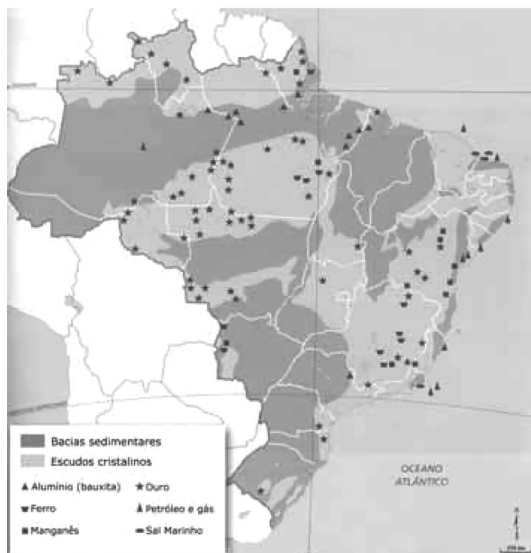 OCEANO
ATLÂNTICO
Bacias sedimentares
Escudos cristalinos
Alumínio (bauxita)
Ouro
Ferro
Petróleo e gás
Manganês
Sal Marinho